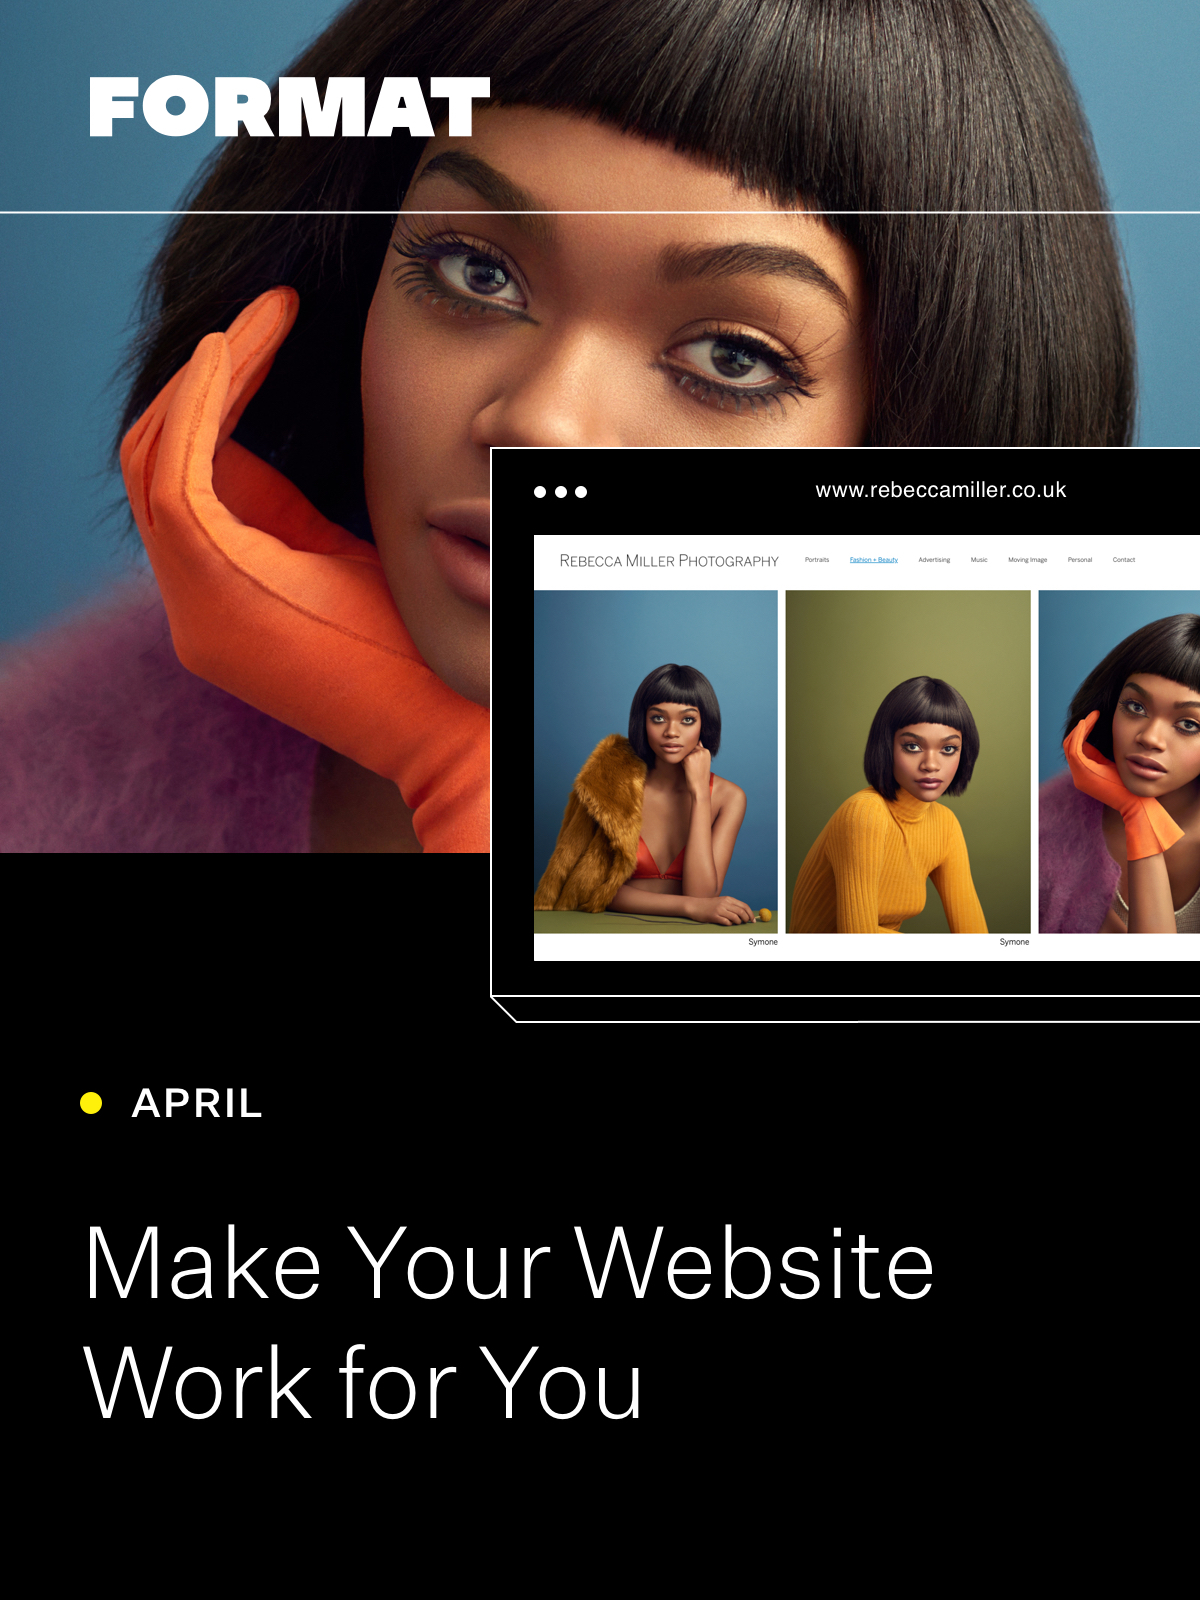 FORMAT
www.rebeccamiller.co.uk
REBECCA MILLER PHOTOGRAPHY Portraits Fashion + Beauty Advertising Music Moving Image Personal Contact
Symone Symone
APRIL
Make Your Website
Work for You